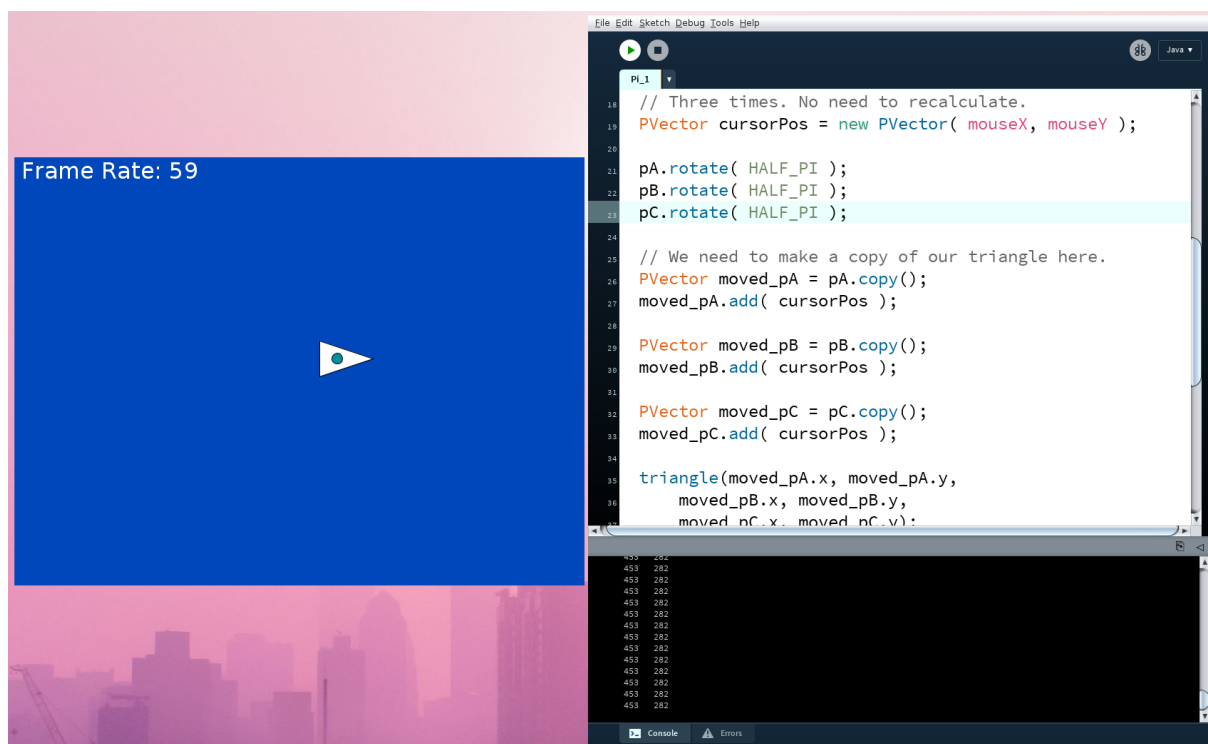 Frame Rate: 59
File Edit Sketch Debug Tools Help
Java ▾
Pi_1 ▾
18 // Three times. No need to recalculate.
19 PVector cursorPos = new PVector( mouseX, mouseY );
20
21 pA.rotate( HALF_PI );
22 pB.rotate( HALF_PI );
23 pC.rotate( HALF_PI );
24
25 // We need to make a copy of our triangle here.
26 PVector moved_pA = pA.copy();
27 moved_pA.add( cursorPos );
28
29 PVector moved_pB = pB.copy();
30 moved_pB.add( cursorPos );
31
32 PVector moved_pC = pC.copy();
33 moved_pC.add( cursorPos );
34
35 triangle(moved_pA.x, moved_pA.y,
36 moved_pB.x, moved_pB.y,
37 moved_pC.x, moved_pC.y);
453 282
453 282
453 282
453 282
453 282
453 282
453 282
453 282
453 282
453 282
453 282
453 282
453 282
453 282
Console Errors